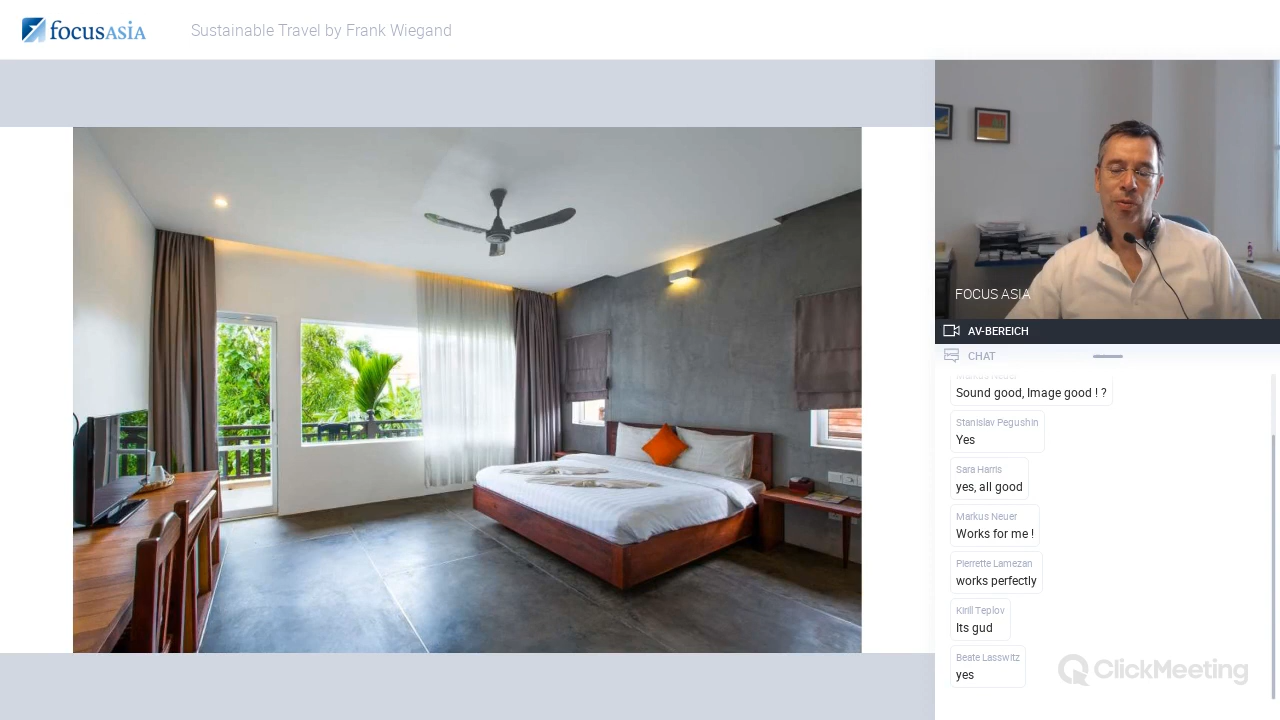 focusASIA
Sustainable Travel by Frank Wiegand
FOCUS ASIA
AV-BEREICH
CHAT
Markus Neuer
Sound good, Image good ! ?
Stanislav Pegushin
Yes
Sara Harris
yes, all good
Markus Neuer
Works for me !
Pierrette Lamezan
works perfectly
Kirill Teplov
Its gud
Beate Lasswitz
yes
ClickMeeting